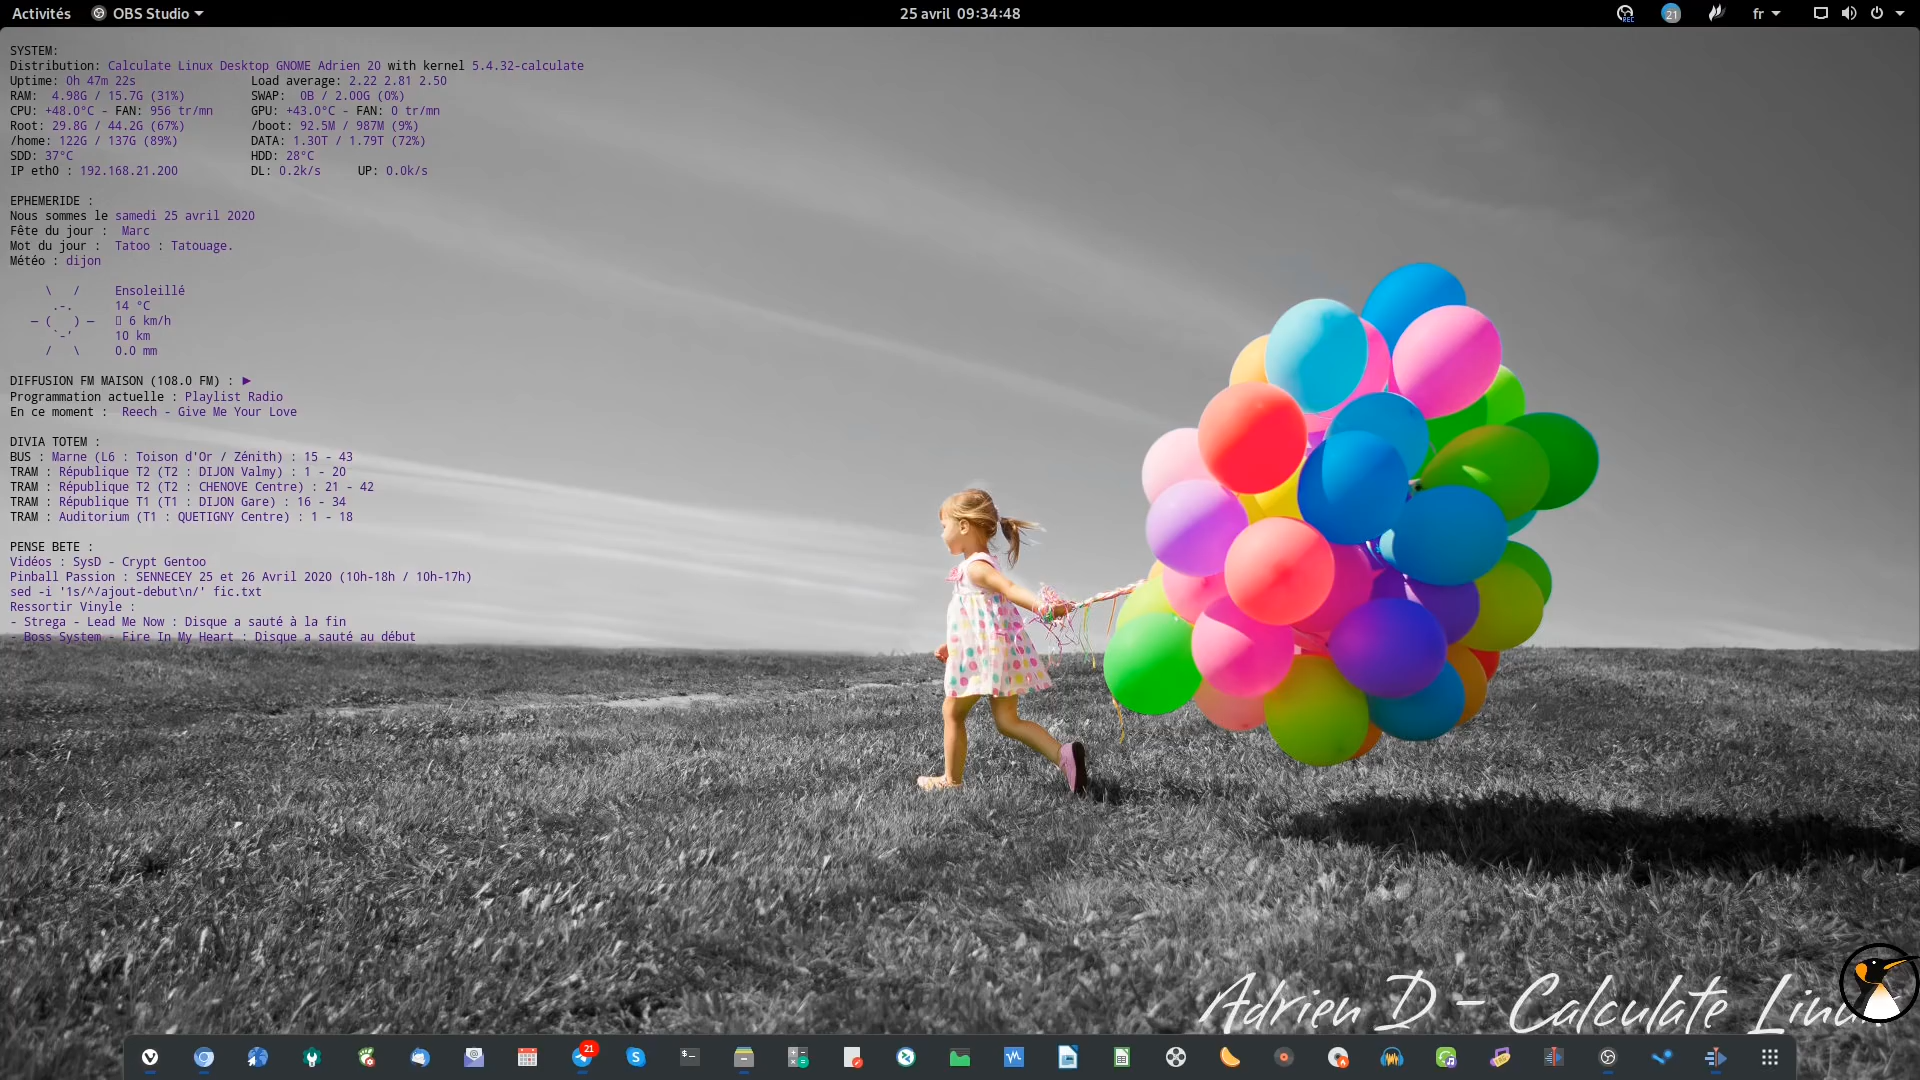 Activités OBS Studio 25 avril 09:34:48 REC 21 fr
SYSTEM:
Distribution: Calculate Linux Desktop GNOME Adrien 20 with kernel 5.4.32-calculate
Uptime: 0h 47m 22s Load average: 2.22 2.81 2.50
RAM: 4.98G / 15.7G (31%) SWAP: 0B / 2.00G (0%)
CPU: +48.0°C - FAN: 956 tr/mn GPU: +43.0°C - FAN: 0 tr/mn
Root: 29.8G / 44.2G (67%) /boot: 92.5M / 987M (9%)
/home: 122G / 137G (89%) DATA: 1.30T / 1.79T (72%)
SDD: 37°C HDD: 28°C
IP eth0 : 192.168.21.200 DL: 0.2k/s UP: 0.0k/s
EPHEMERIDE :
Nous sommes le samedi 25 avril 2020
Fête du jour : Marc
Mot du jour : Tatoo : Tatouage.
Météo : dijon
\ / Ensoleillé
.-. 14 °C
― ( ) ― 6 km/h
`-’ 10 km
/ \ 0.0 mm
DIFFUSION FM MAISON (108.0 FM) : ►
Programmation actuelle : Playlist Radio
En ce moment : Reech - Give Me Your Love
DIVIA TOTEM :
BUS : Marne (L6 : Toison d'Or / Zénith) : 15 - 43
TRAM : République T2 (T2 : DIJON Valmy) : 1 - 20
TRAM : République T2 (T2 : CHENOVE Centre) : 21 - 42
TRAM : République T1 (T1 : DIJON Gare) : 16 - 34
TRAM : Auditorium (T1 : QUETIGNY Centre) : 1 - 18
PENSE BETE :
Vidéos : SysD - Crypt Gentoo
Pinball Passion : SENNECEY 25 et 26 Avril 2020 (10h-18h / 10h-17h)
sed -i '1s/^/ajout-debut\n/' fic.txt
Ressortir Vinyle :
- Strega - Lead Me Now : Disque a sauté à la fin
- Boss System - Fire In My Heart : Disque a sauté au début
Adrien D - Calculate Linux
21